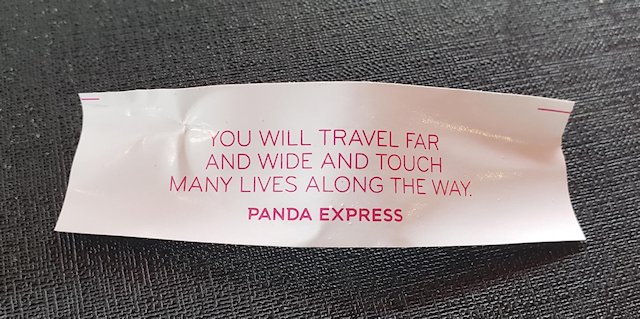 YOU WILL TRAVEL FAR
AND WIDE AND TOUCH
MANY LIVES ALONG THE WAY.
PANDA EXPRESS